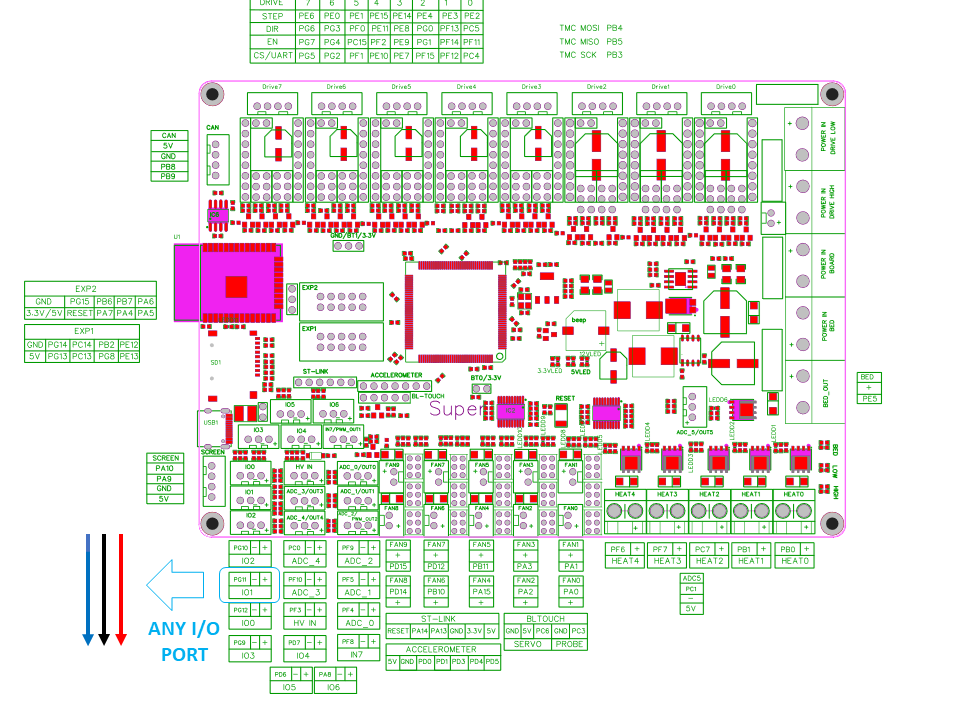 DRIVE 7 6 5 4 3 2 1 0
STEP PE6 PE0 PE1 PE15 PE14 PE4 PE3 PE2
DIR PG6 PG3 PF0 PE11 PE8 PG0 PF13 PC5
EN PG7 PG4 PC15 PF2 PE9 PG1 PF14 PF11
CS/UART PG5 PG2 PF1 PE10 PE7 PF15 PF12 PC4
TMC MOSI PB4
TMC MISO PB5
TMC SCK PB3
Drive7 Drive6 Drive5 Drive4 Drive3 Drive2 Drive1 Drive0
CAN
CAN
5V
GND
PB8
PB9
POWER IN
DRIVE LOW
POWER IN
DRIVE HIGH
POWER IN
BOARD
POWER IN
BED
BED_OUT
U1
GND/BT1/3.3V
EXP2
GND PG15 PB6 PB7 PA6
3.3V/5V RESET PA7 PA4 PA5
EXP1
GND PG14 PC14 PB2 PE12
5V PG13 PC13 PG8 PE13
EXP2
EXP1
beep
12VLED
3.3VLED 5VLED
SD1
ST-LINK
ACCELEROMETER
BT0/3.3V
BL-TOUCH
Super
RESET
LEDD6
ADC_5/OUT5
BED
+
PE5
USB1
IO5 IO6
IO3 IO4 IN7/PWM_OUT1
LEDD4
LEDD3
LEDD2
LEDD1
BED
LOW
HIGH
SCREEN
SCREEN
PA10
PA9
GND
5V
IO0 HV IN ADC_0/OUT0
IO1 ADC_3/OUT3 ADC_1/OUT1
IO2 ADC_4/OUT4 ADC_2/
PWM_OUT2
FAN9 FAN7 FAN5 FAN3 FAN1
FAN8 FAN6 FAN4 FAN2 FAN0
HEAT4 HEAT3 HEAT2 HEAT1 HEAT0
PG10 - +
IO2
PC0 - +
ADC_4
PF9 - +
ADC_2
FAN9
+
PD15
FAN7
+
PD12
FAN5
+
PB11
FAN3
+
PA3
FAN1
+
PA1
PF6 +
HEAT4
PF7 +
HEAT3
PC7 +
HEAT2
PB1 +
HEAT1
PB0 +
HEAT0
PG11 - +
IO1
PF10 - +
ADC_3
PF5 - +
ADC_1
FAN8
PD14
+
FAN6
PB10
+
FAN4
PA15
+
FAN2
PA2
+
FAN0
PA0
+
ADC5
PC1
-
5V
PG12 - +
IO0
PF3 - +
HV IN
PF4 - +
ADC_0
ANY I/O
PORT
ST-LINK
RESET PA14 PA13 GND 3.3V 5V
BLTOUCH
GND 5V PC6 GND PC3
SERVO PROBE
PG9 - +
IO3
PD7 - +
IO4
PF8 - +
IN7
ACCELEROMETER
5V GND PD0 PD1 PD3 PD4 PD5
PD6 - +
IO5
PA8 - +
IO6